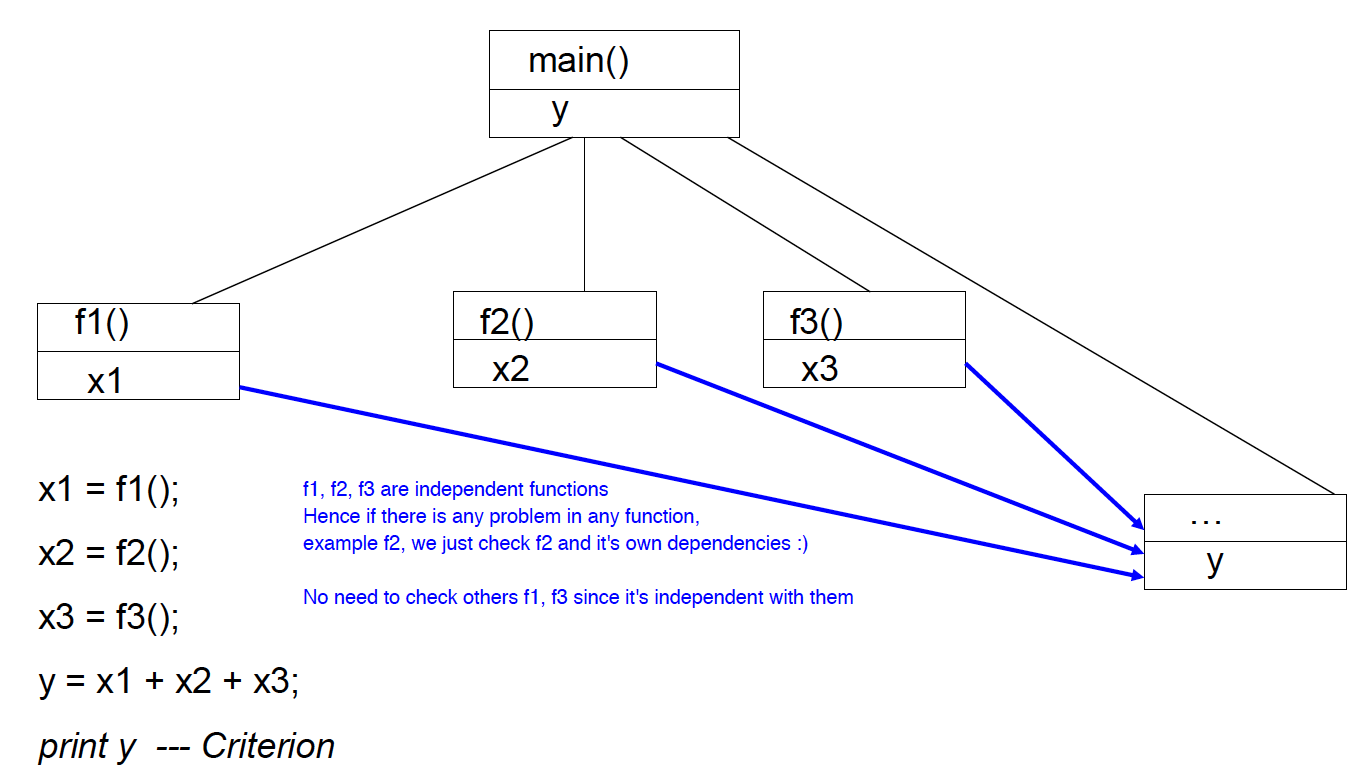 main()
y
f1()
x1
f2()
x2
f3()
x3
...
y
x1 = f1();
x2 = f2();
x3 = f3();
y = x1 + x2 + x3;
print y --- Criterion
f1, f2, f3 are independent functions
Hence if there is any problem in any function,
example f2, we just check f2 and it's own dependencies :)
No need to check others f1, f3 since it's independent with them